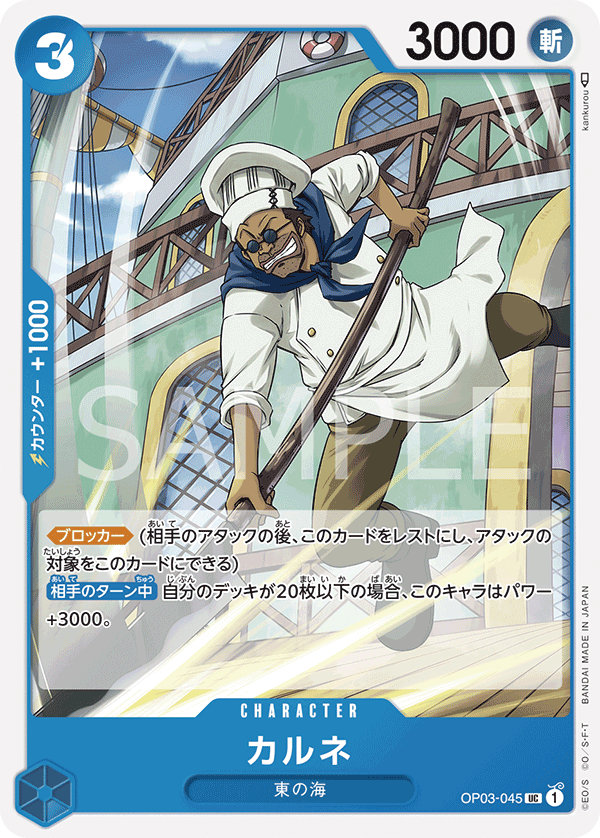 3
3000
斬
kankurou
カウンター +1000
SAMPLE
ブロッカー (相手のアタックの後、このカードをレストにし、アタックの
対象をこのカードにできる)
相手のターン中 自分のデッキが20枚以下の場合、このキャラはパワー
+3000。
CHARACTER
カルネ
東の海
OP03-045 UC 1
©E/S ©O/S・F・T BANDAI MADE IN JAPAN